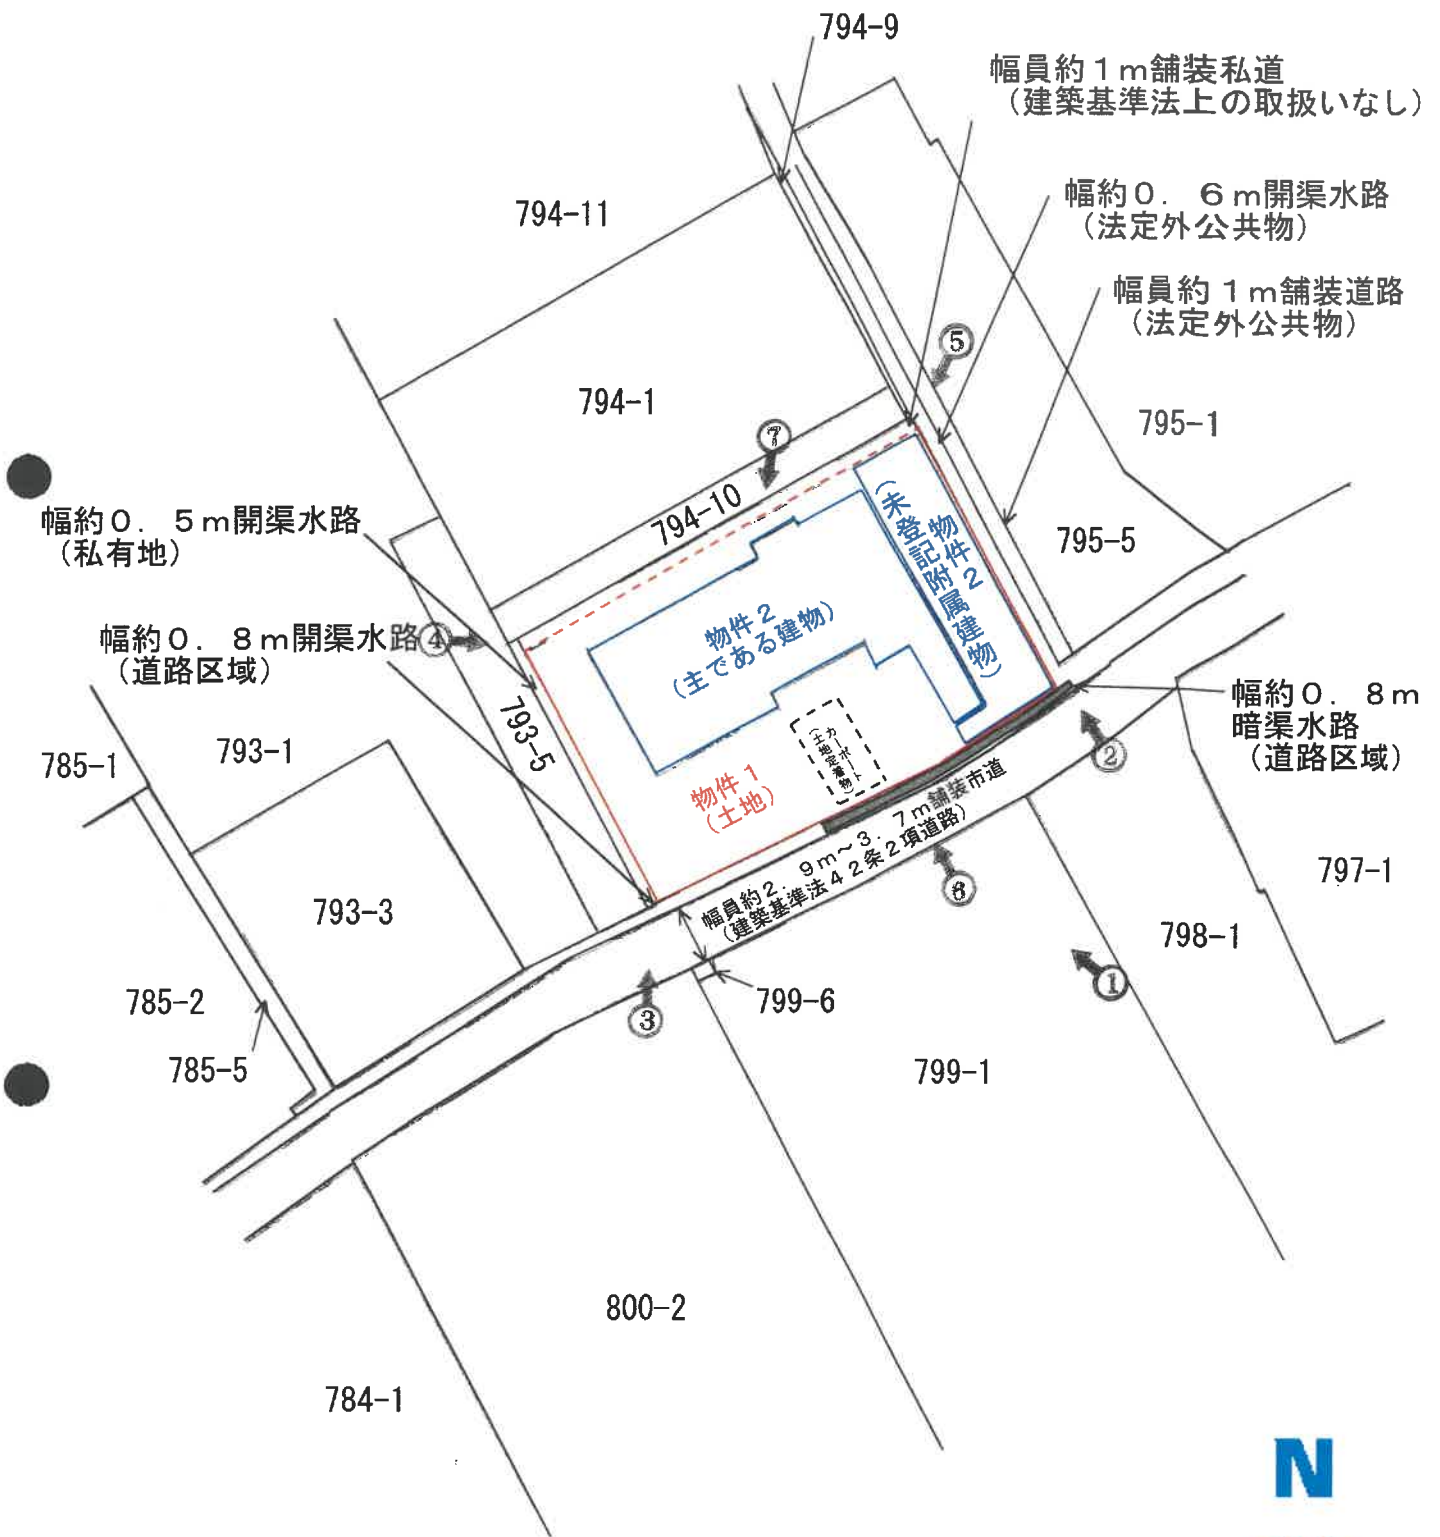 794-9
幅員約1m舗装私道
(建築基準法上の取扱いなし)
幅約0.6m開渠水路
(法定外公共物)
794-11
幅員約1m舗装道路
(法定外公共物)
⑤
794-1
795-1
⑦
794-10
幅約0.5m開渠水路
(私有地)
795-5
物件2
(未登記附属建物)
物件2
(主である建物)
幅約0.8m開渠水路
(道路区域)
④
793-5
幅約0.8m
暗渠水路
(道路区域)
793-1
785-1
カーポート
(土地定着物)
②
物件1
(土地)
幅員約2.9m~3.7m舗装市道
(建築基準法42条2項道路)
797-1
793-3
⑥
798-1
①
785-2
799-6
③
785-5
799-1
800-2
784-1
N